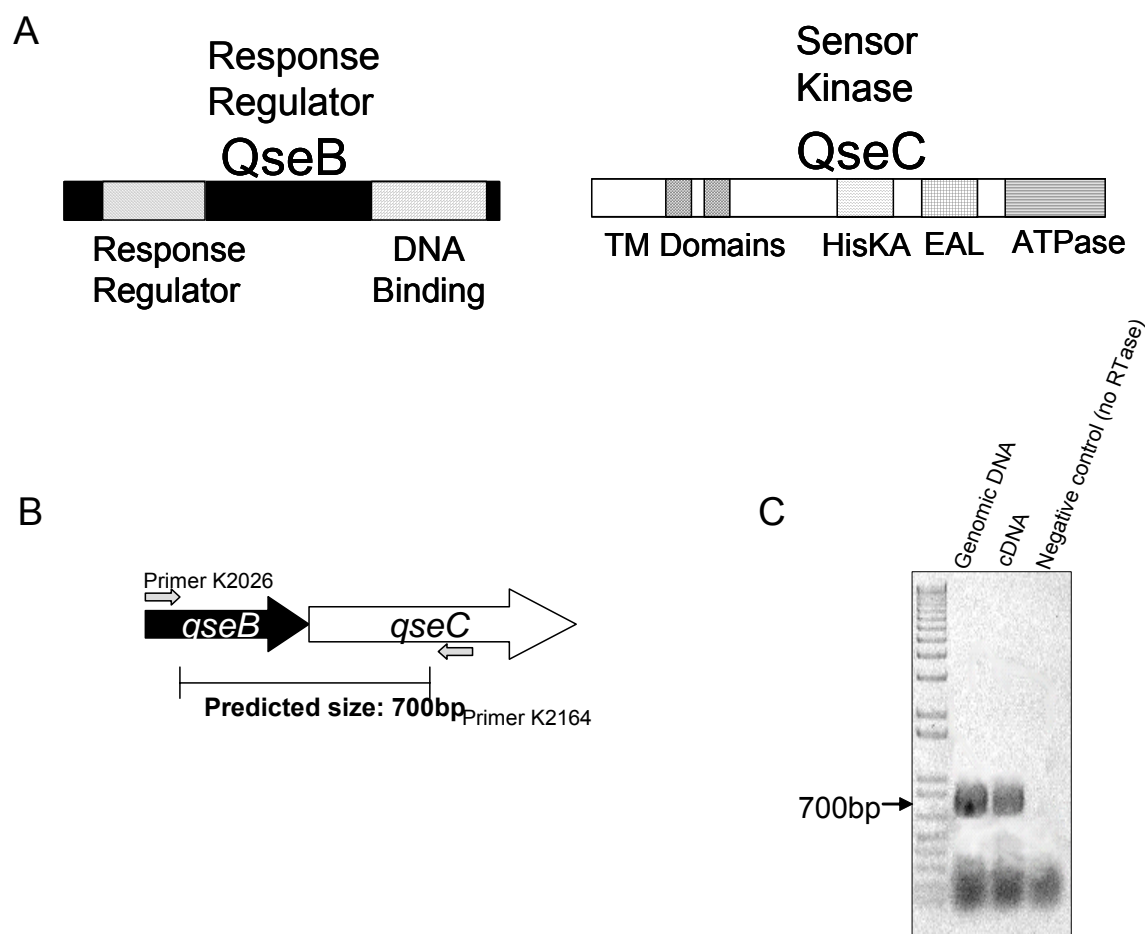 A
Response
Regulator
QseB
Response
Regulator
DNA
Binding
Sensor
Kinase
QseC
TM Domains
HisKA
EAL
ATPase
B
Primer K2026
qseB
qseC
Predicted size: 700bp
Primer K2164
C
Genomic DNA
cDNA
Negative control (no RTase)
700bp